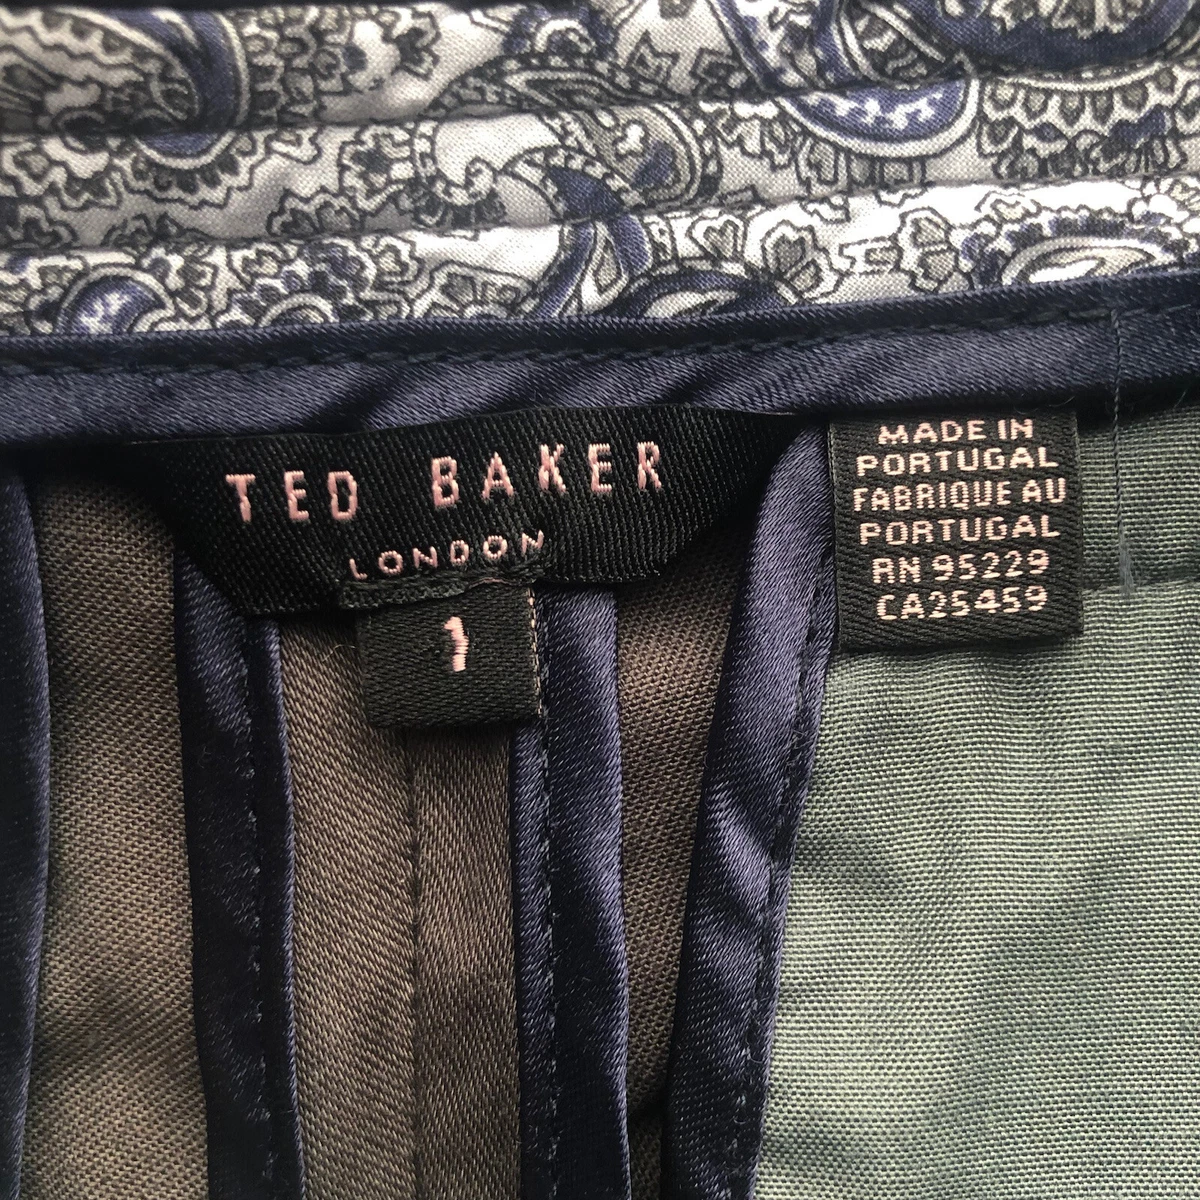 TED BAKER
LONDON
1
MADE IN
PORTUGAL
FABRIQUE AU
PORTUGAL
RN 95229
CA25459